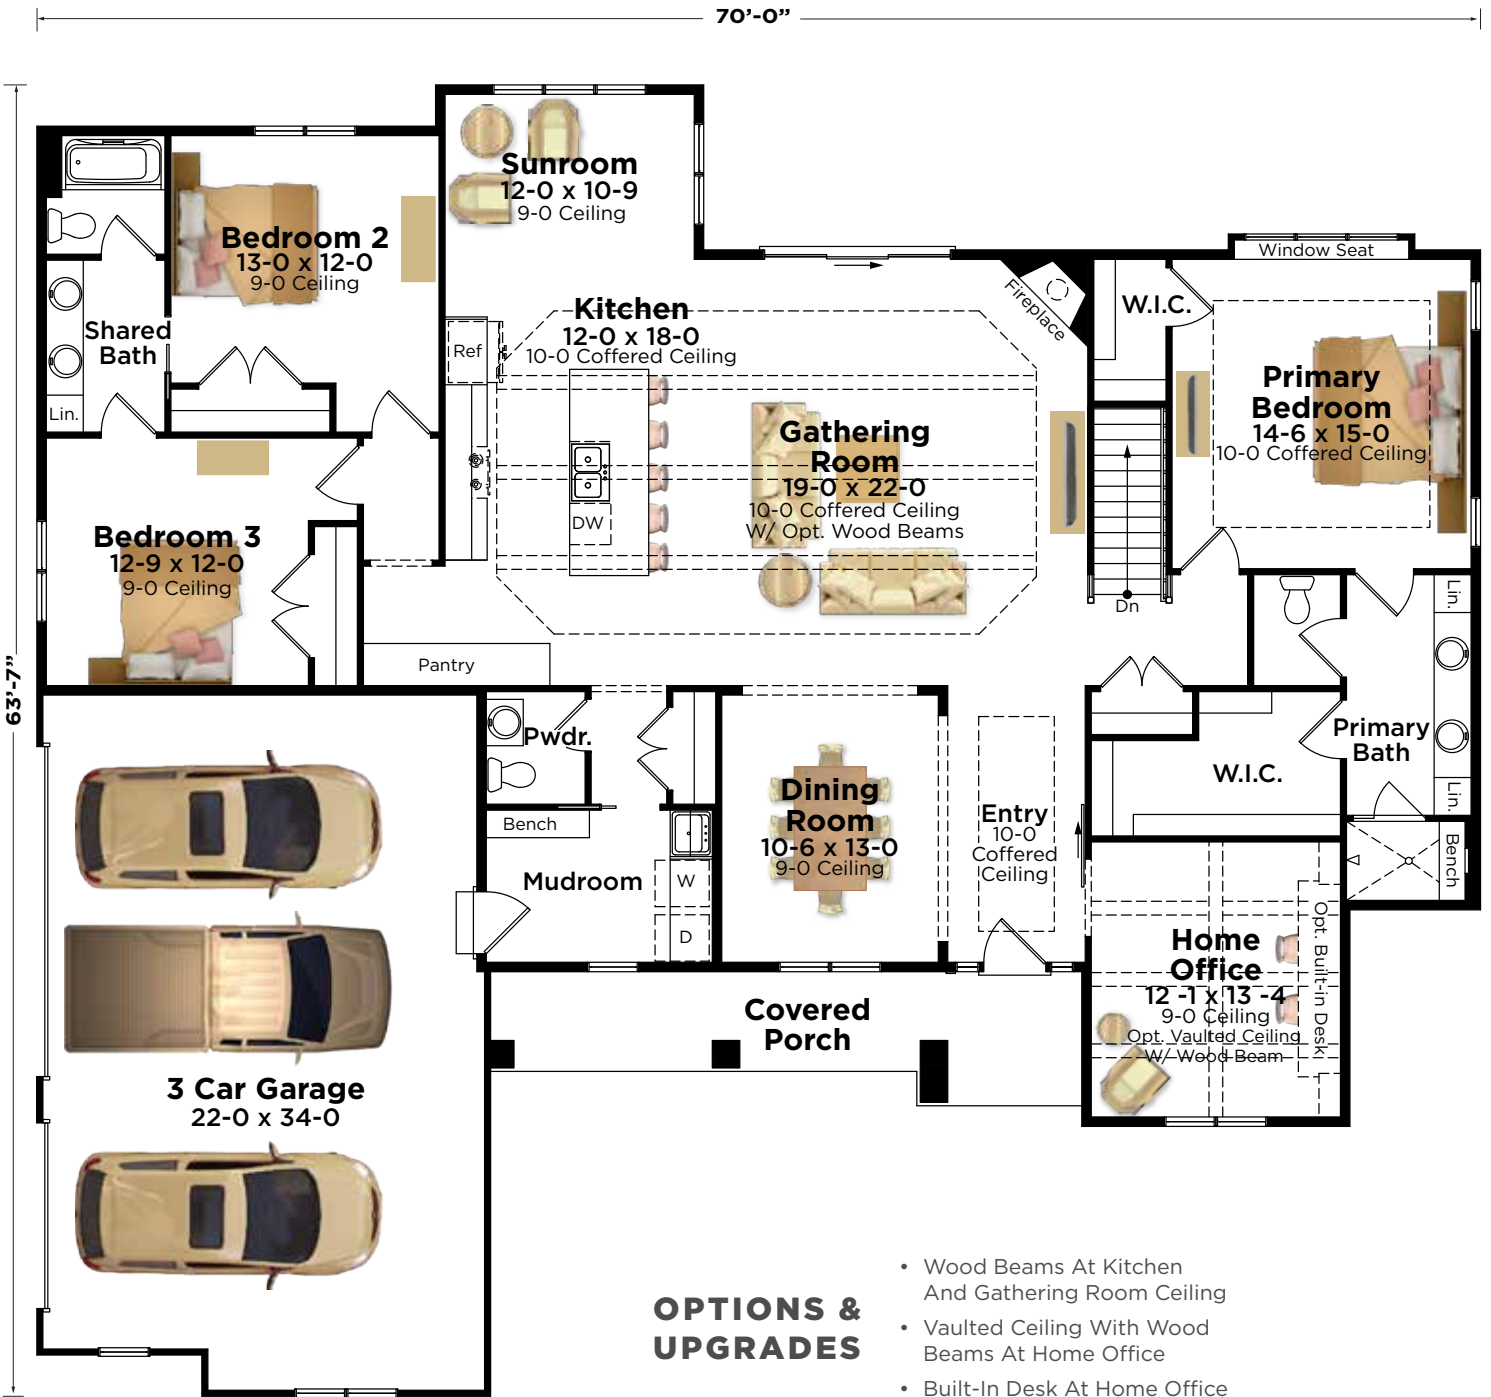 70'-0"
63'-7"
Sunroom
12-0 x 10-9
9-0 Ceiling
Bedroom 2
13-0 x 12-0
9-0 Ceiling
Window Seat
Fireplace
W.I.C.
Kitchen
12-0 x 18-0
10-0 Coffered Ceiling
Ref
Shared
Bath
Lin.
Primary
Bedroom
14-6 x 15-0
10-0 Coffered Ceiling
Gathering
Room
19-0 x 22-0
10-0 Coffered Ceiling
W/ Opt. Wood Beams
DW
Bedroom 3
12-9 x 12-0
9-0 Ceiling
Dn
Lin.
Pantry
Pwdr.
Primary
Bath
W.I.C.
Lin.
Dining
Room
10-6 x 13-0
9-0 Ceiling
Entry
10-0
Coffered
Ceiling
Bench
Bench
Mudroom
W
D
Home
Office
12 -1 x 13 -4
9-0 Ceiling
Opt. Vaulted Ceiling
W/ Wood Beam
Opt. Built-in Desk
Covered
Porch
3 Car Garage
22-0 x 34-0
OPTIONS &
UPGRADES
• Wood Beams At Kitchen
And Gathering Room Ceiling
• Vaulted Ceiling With Wood
Beams At Home Office
• Built-In Desk At Home Office